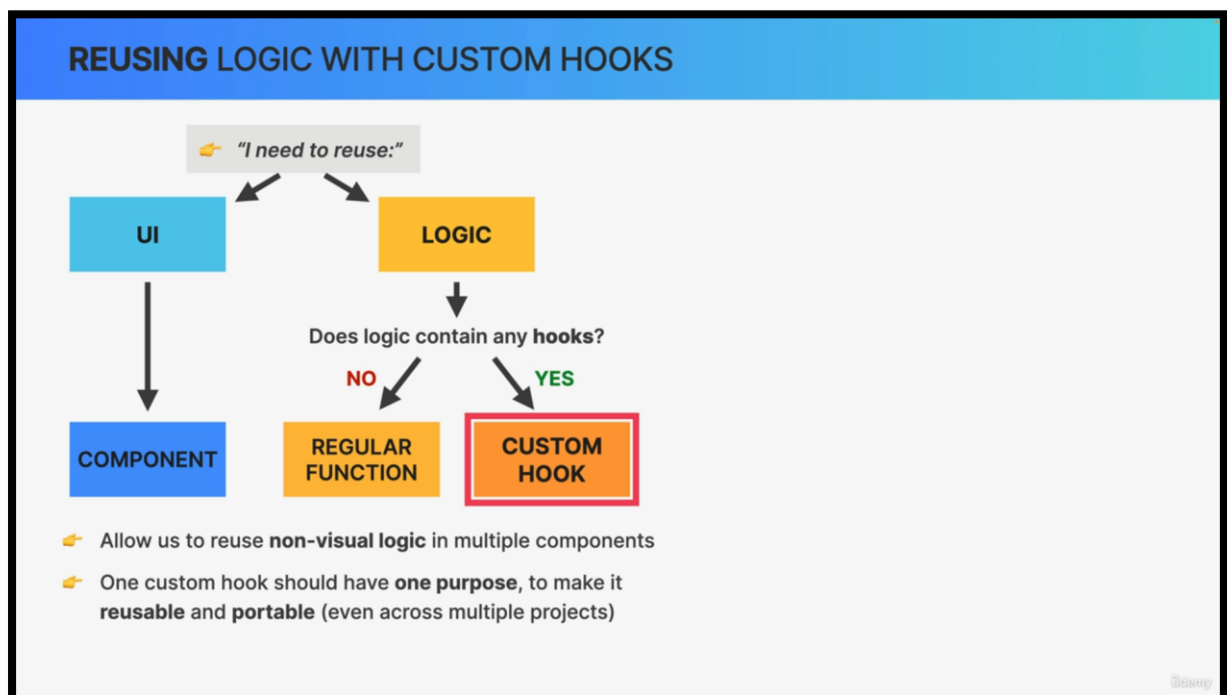 REUSING LOGIC WITH CUSTOM HOOKS
"I need to reuse:"
UI
LOGIC
Does logic contain any hooks?
NO
YES
COMPONENT
REGULAR
FUNCTION
CUSTOM
HOOK
Allow us to reuse non-visual logic in multiple components
One custom hook should have one purpose, to make it
reusable and portable (even across multiple projects)
Udemy